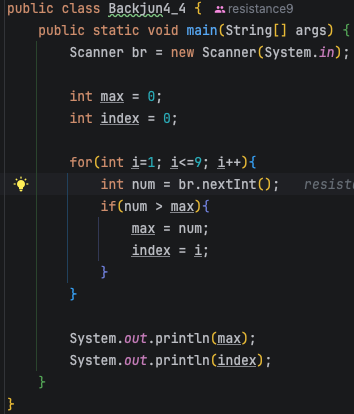 public class Backjun4_4 { resistance9
public static void main(String[] args) {
Scanner br = new Scanner(System.in);
int max = 0;
int index = 0;
for(int i=1; i<=9; i++){
int num = br.nextInt(); resist
if(num > max){
max = num;
index = i;
}
}
System.out.println(max);
System.out.println(index);
}
}